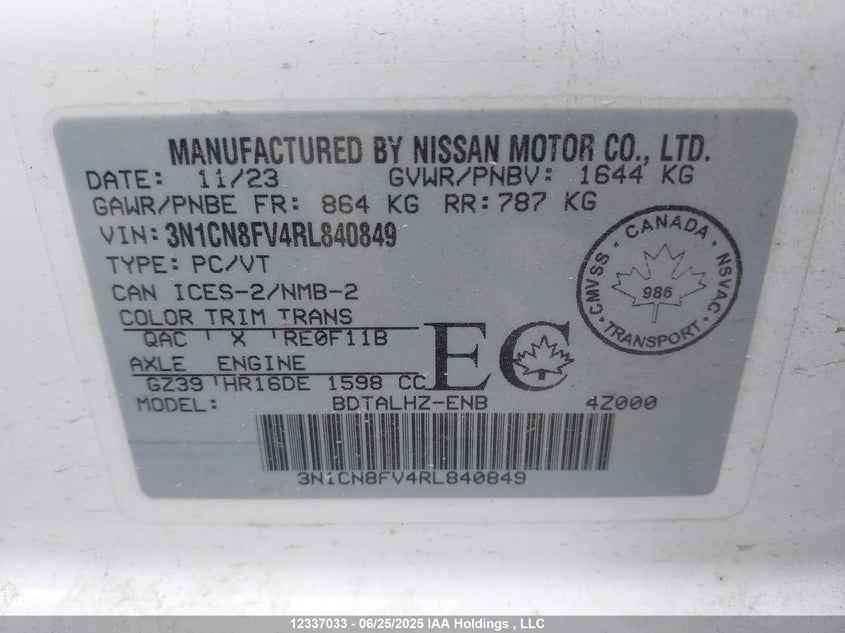 MANUFACTURED BY NISSAN MOTOR CO., LTD.
DATE: 11/23 GVWR/PNBV: 1644 KG
GAWR/PNBE FR: 864 KG RR: 787 KG
VIN: 3N1CN8FV4RL840849
TYPE: PC/VT
CAN ICES-2/NMB-2
COLOR TRIM TRANS
QAC X RE0F11B
AXLE ENGINE
GZ39 HR16DE 1598 CC
EC
CANADA
CMVSS NSVAC
986
TRANSPORT
MODEL: BDTALHZ-ENB 4Z000
3N1CN8FV4RL840849
12337033 - 06/25/2025 IAA Holdings , LLC